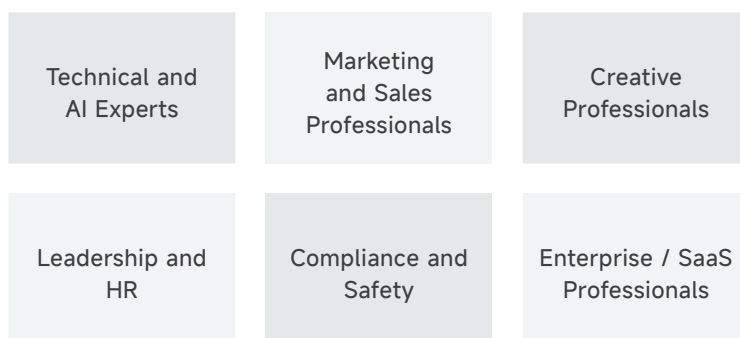 Technical and
AI Experts
Marketing
and Sales
Professionals
Creative
Professionals
Leadership and
HR
Compliance and
Safety
Enterprise / SaaS
Professionals